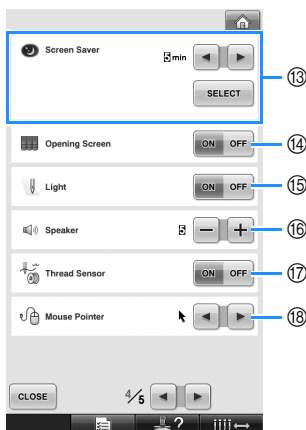 Screen Saver
5 min
SELECT
⑬
Opening Screen
ON OFF
⑭
Light
ON OFF
⑮
Speaker
5
− +
⑯
Thread Sensor
ON OFF
⑰
Mouse Pointer
⑱
CLOSE
4/5
?